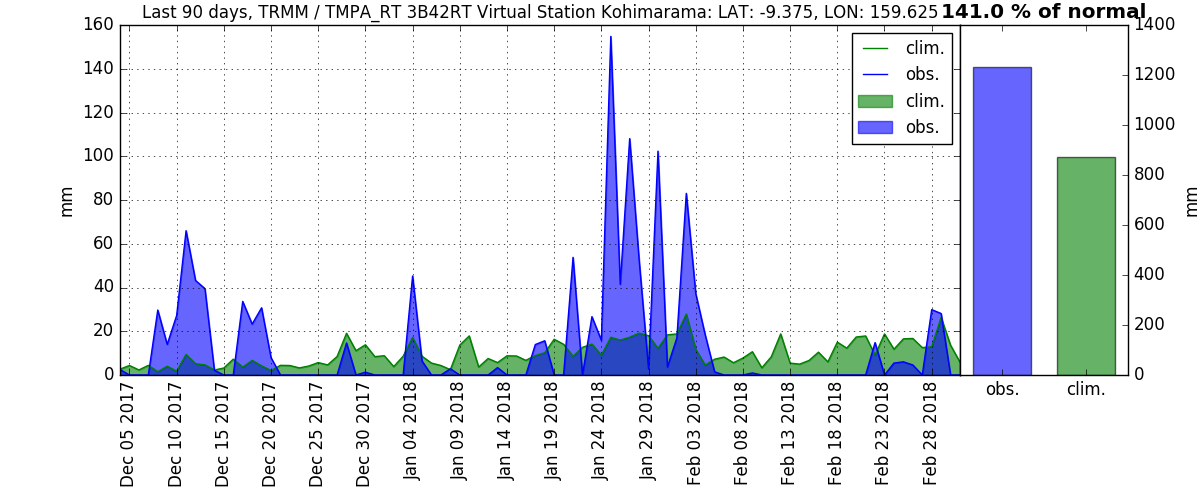 Last 90 days, TRMM / TMPA_RT 3B42RT Virtual Station Kohimarama: LAT: -9.375, LON: 159.625
141.0 % of normal
160
140
120
100
80
60
40
20
0
mm
clim.
obs.
clim.
obs.
Dec 05 2017
Dec 10 2017
Dec 15 2017
Dec 20 2017
Dec 25 2017
Dec 30 2017
Jan 04 2018
Jan 09 2018
Jan 14 2018
Jan 19 2018
Jan 24 2018
Jan 29 2018
Feb 03 2018
Feb 08 2018
Feb 13 2018
Feb 18 2018
Feb 23 2018
Feb 28 2018
1400
1200
1000
800
600
400
200
0
mm
obs.
clim.